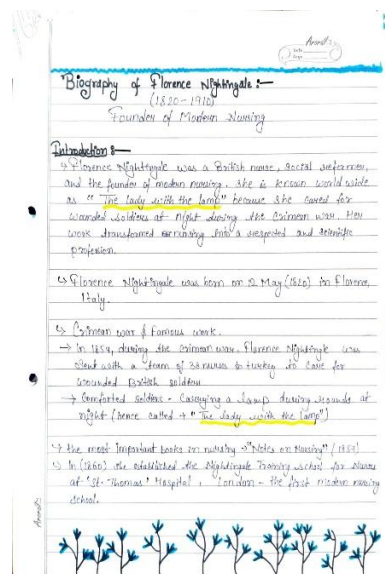 Biography of Florence Nightingale :-
(1820-1910)
Founder of Modern Nursing
Introduction :-
Florence Nightingale was a British nurse, social reformer,
and the founder of modern nursing. She is known world wide
as "The lady with the lamp" because she cared for
wounded soldiers at night during the Crimean war. Her
work transformed nursing into a respected and scientific
profession.
Florence Nightingale was born on 12 May (1820) in Florence,
Italy.
Crimean war & famous work.
→ In 1854, during the Crimean war. Florence Nightingale was
sent with a team of 38 nurses to turkey to care for
wounded British soldiers
→ Comforted soldiers - Carrying a lamp during rounds at
night (hence called → "The lady with the lamp")
the most important books in nursing → "Notes on Nursing" (1859)
In (1860) she established the Nightingale Training school for Nurses
at 'St. Thomas' Hospital, London - the first modern nursing
school.